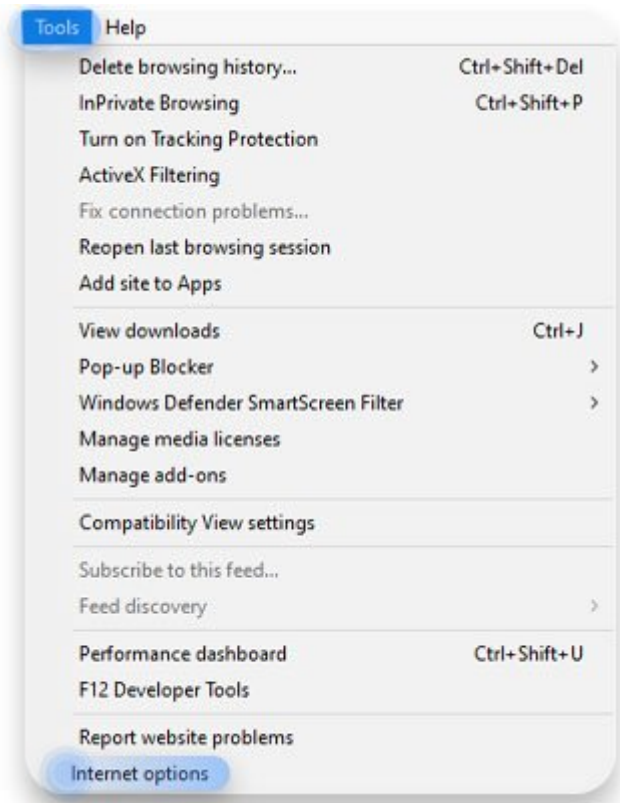 Tools Help
Delete browsing history... Ctrl+Shift+Del
InPrivate Browsing Ctrl+Shift+P
Turn on Tracking Protection
ActiveX Filtering
Fix connection problems...
Reopen last browsing session
Add site to Apps
View downloads Ctrl+J
Pop-up Blocker
Windows Defender SmartScreen Filter
Manage media licenses
Manage add-ons
Compatibility View settings
Subscribe to this feed...
Feed discovery
Performance dashboard Ctrl+Shift+U
F12 Developer Tools
Report website problems
Internet options